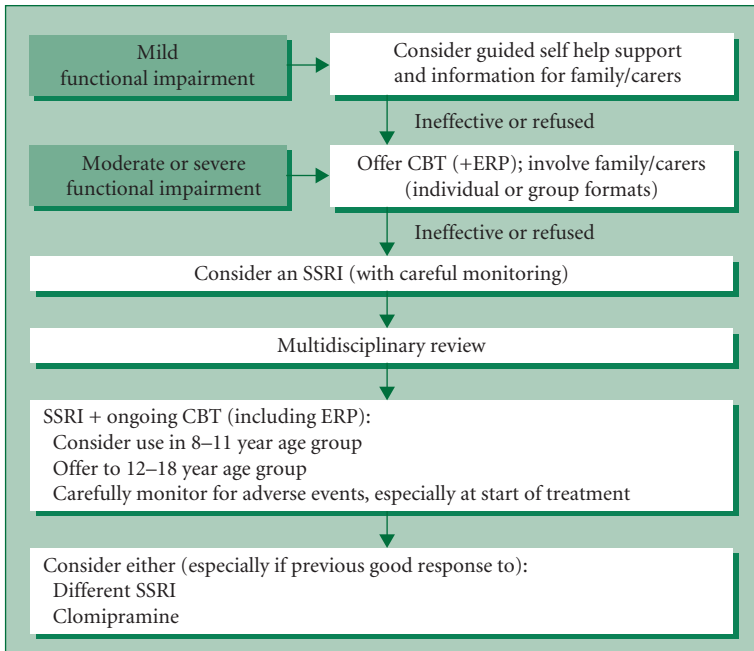 Mild
functional impairment
Consider guided self help support
and information for family/carers
Ineffective or refused
Moderate or severe
functional impairment
Offer CBT (+ERP); involve family/carers
(individual or group formats)
Ineffective or refused
Consider an SSRI (with careful monitoring)
Multidisciplinary review
SSRI + ongoing CBT (including ERP):
Consider use in 8–11 year age group
Offer to 12–18 year age group
Carefully monitor for adverse events, especially at start of treatment
Consider either (especially if previous good response to):
Different SSRI
Clomipramine